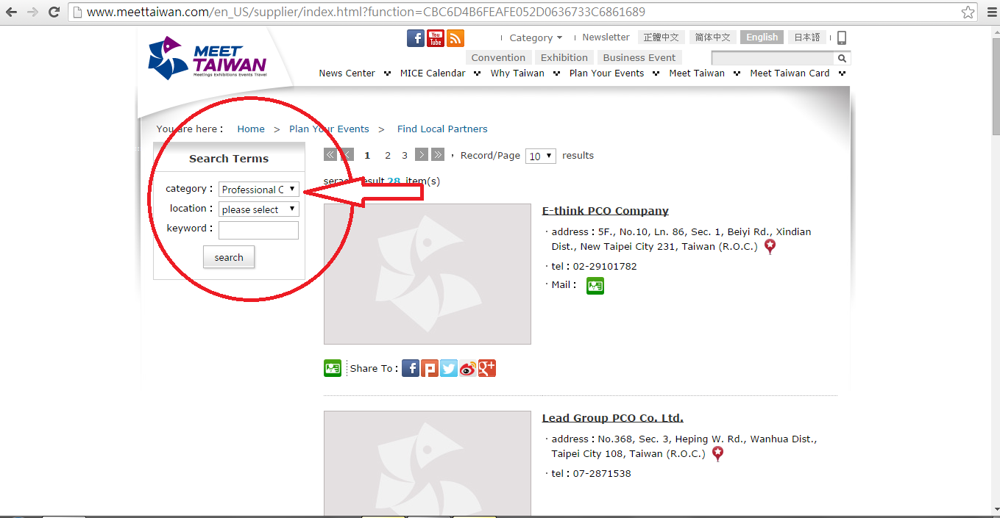 www.meettaiwan.com/en_US/supplier/index.html?function=CBC6D4B6FEAFE052D0636733C6861689
MEET
TAIWAN
Meetings Exhibitions Events Travel
f You Tube Category Newsletter 正體中文 简体中文 English 日本語
Convention Exhibition Business Event
News Center MICE Calendar Why Taiwan Plan Your Events Meet Taiwan Meet Taiwan Card
You are here： Home > Plan Your Events > Find Local Partners
Search Terms
category： Professional C
location： please select
keyword：
search
« < 1 2 3 > » ，Record/Page 10 results
result 28 item(s)
E-think PCO Company
‧address：5F., No.10, Ln. 86, Sec. 1, Beiyi Rd., Xindian
Dist., New Taipei City 231, Taiwan (R.O.C.)
‧tel：02-29101782
‧Mail：
Share To： f g+
Lead Group PCO Co. Ltd.
‧address：No.368, Sec. 3, Heping W. Rd., Wanhua Dist.,
Taipei City 108, Taiwan (R.O.C.)
‧tel：07-2871538